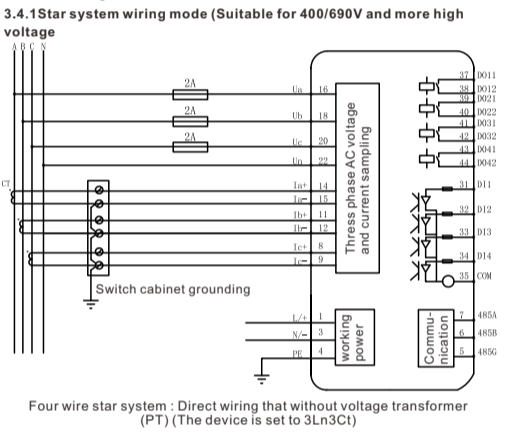 3.4.1Star system wiring mode (Suitable for 400/690V and more high
voltage
A B C N
2A
Ua 16
2A
Ub 18
2A
Uc 20
Un 22
CT
Ia+ 14
Ia- 15
Ib+ 11
Ib- 12
Ic+ 8
Ic- 9
Switch cabinet grounding
Thress phase AC voltage
and current sampling
37 DO11
38 DO12
39 DO21
40 DO22
41 DO31
42 DO32
43 DO41
44 DO42
31 DI1
32 DI2
33 DI3
34 DI4
35 COM
L/+ 1
N/- 3
PE 4
working
power
Commu-
nication
7 485A
6 485B
5 485G
Four wire star system : Direct wiring that without voltage transformer
(PT) (The device is set to 3Ln3Ct)